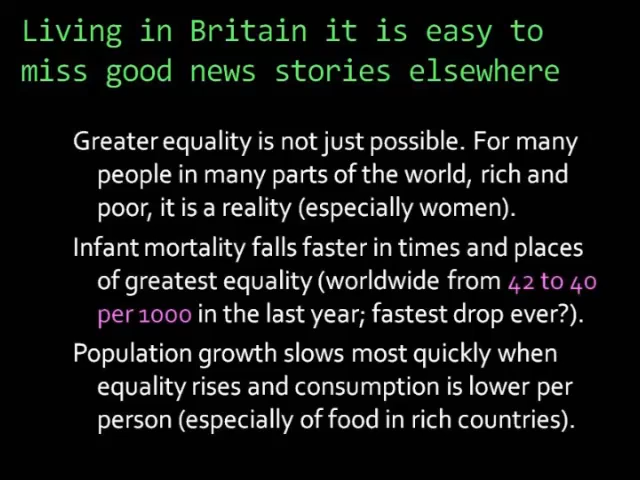 Living in Britain it is easy to
miss good news stories elsewhere
Greater equality is not just possible. For many
people in many parts of the world, rich and
poor, it is a reality (especially women).
Infant mortality falls faster in times and places
of greatest equality (worldwide from 42 to 40
per 1000 in the last year; fastest drop ever?).
Population growth slows most quickly when
equality rises and consumption is lower per
person (especially of food in rich countries).